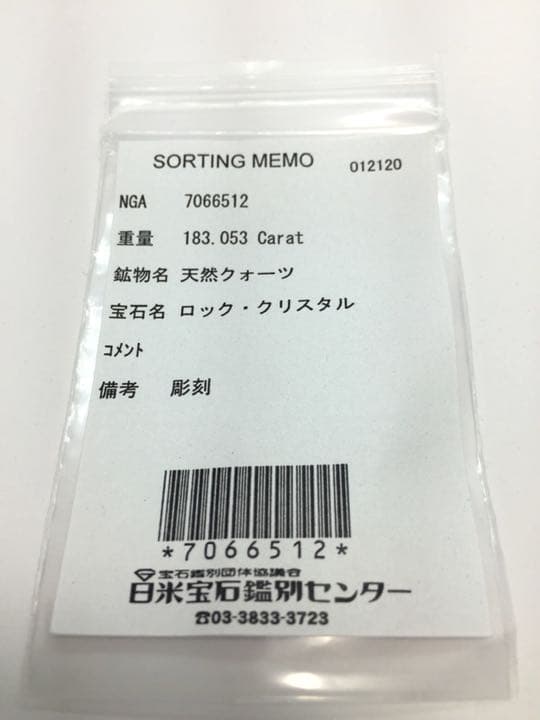 SORTING MEMO 012120
NGA 7066512
重量 183.053 Carat
鉱物名 天然クォーツ
宝石名 ロック・クリスタル
ｺﾒﾝﾄ
備考 彫刻
*7066512*
宝石鑑別団体協議会
日米宝石鑑別センター
☎03-3833-3723